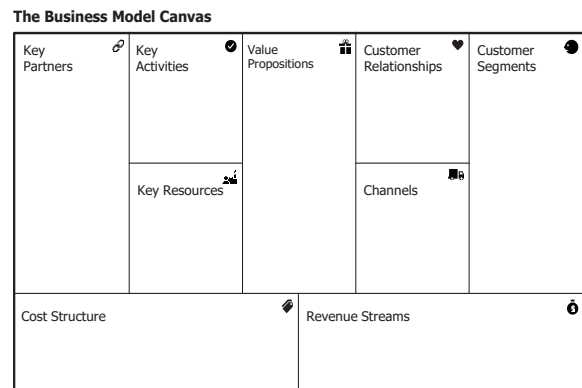 The Business Model Canvas
Key
Partners
Key
Activities
Value
Propositions
Customer
Relationships
Customer
Segments
Key Resources
Channels
Cost Structure
Revenue Streams